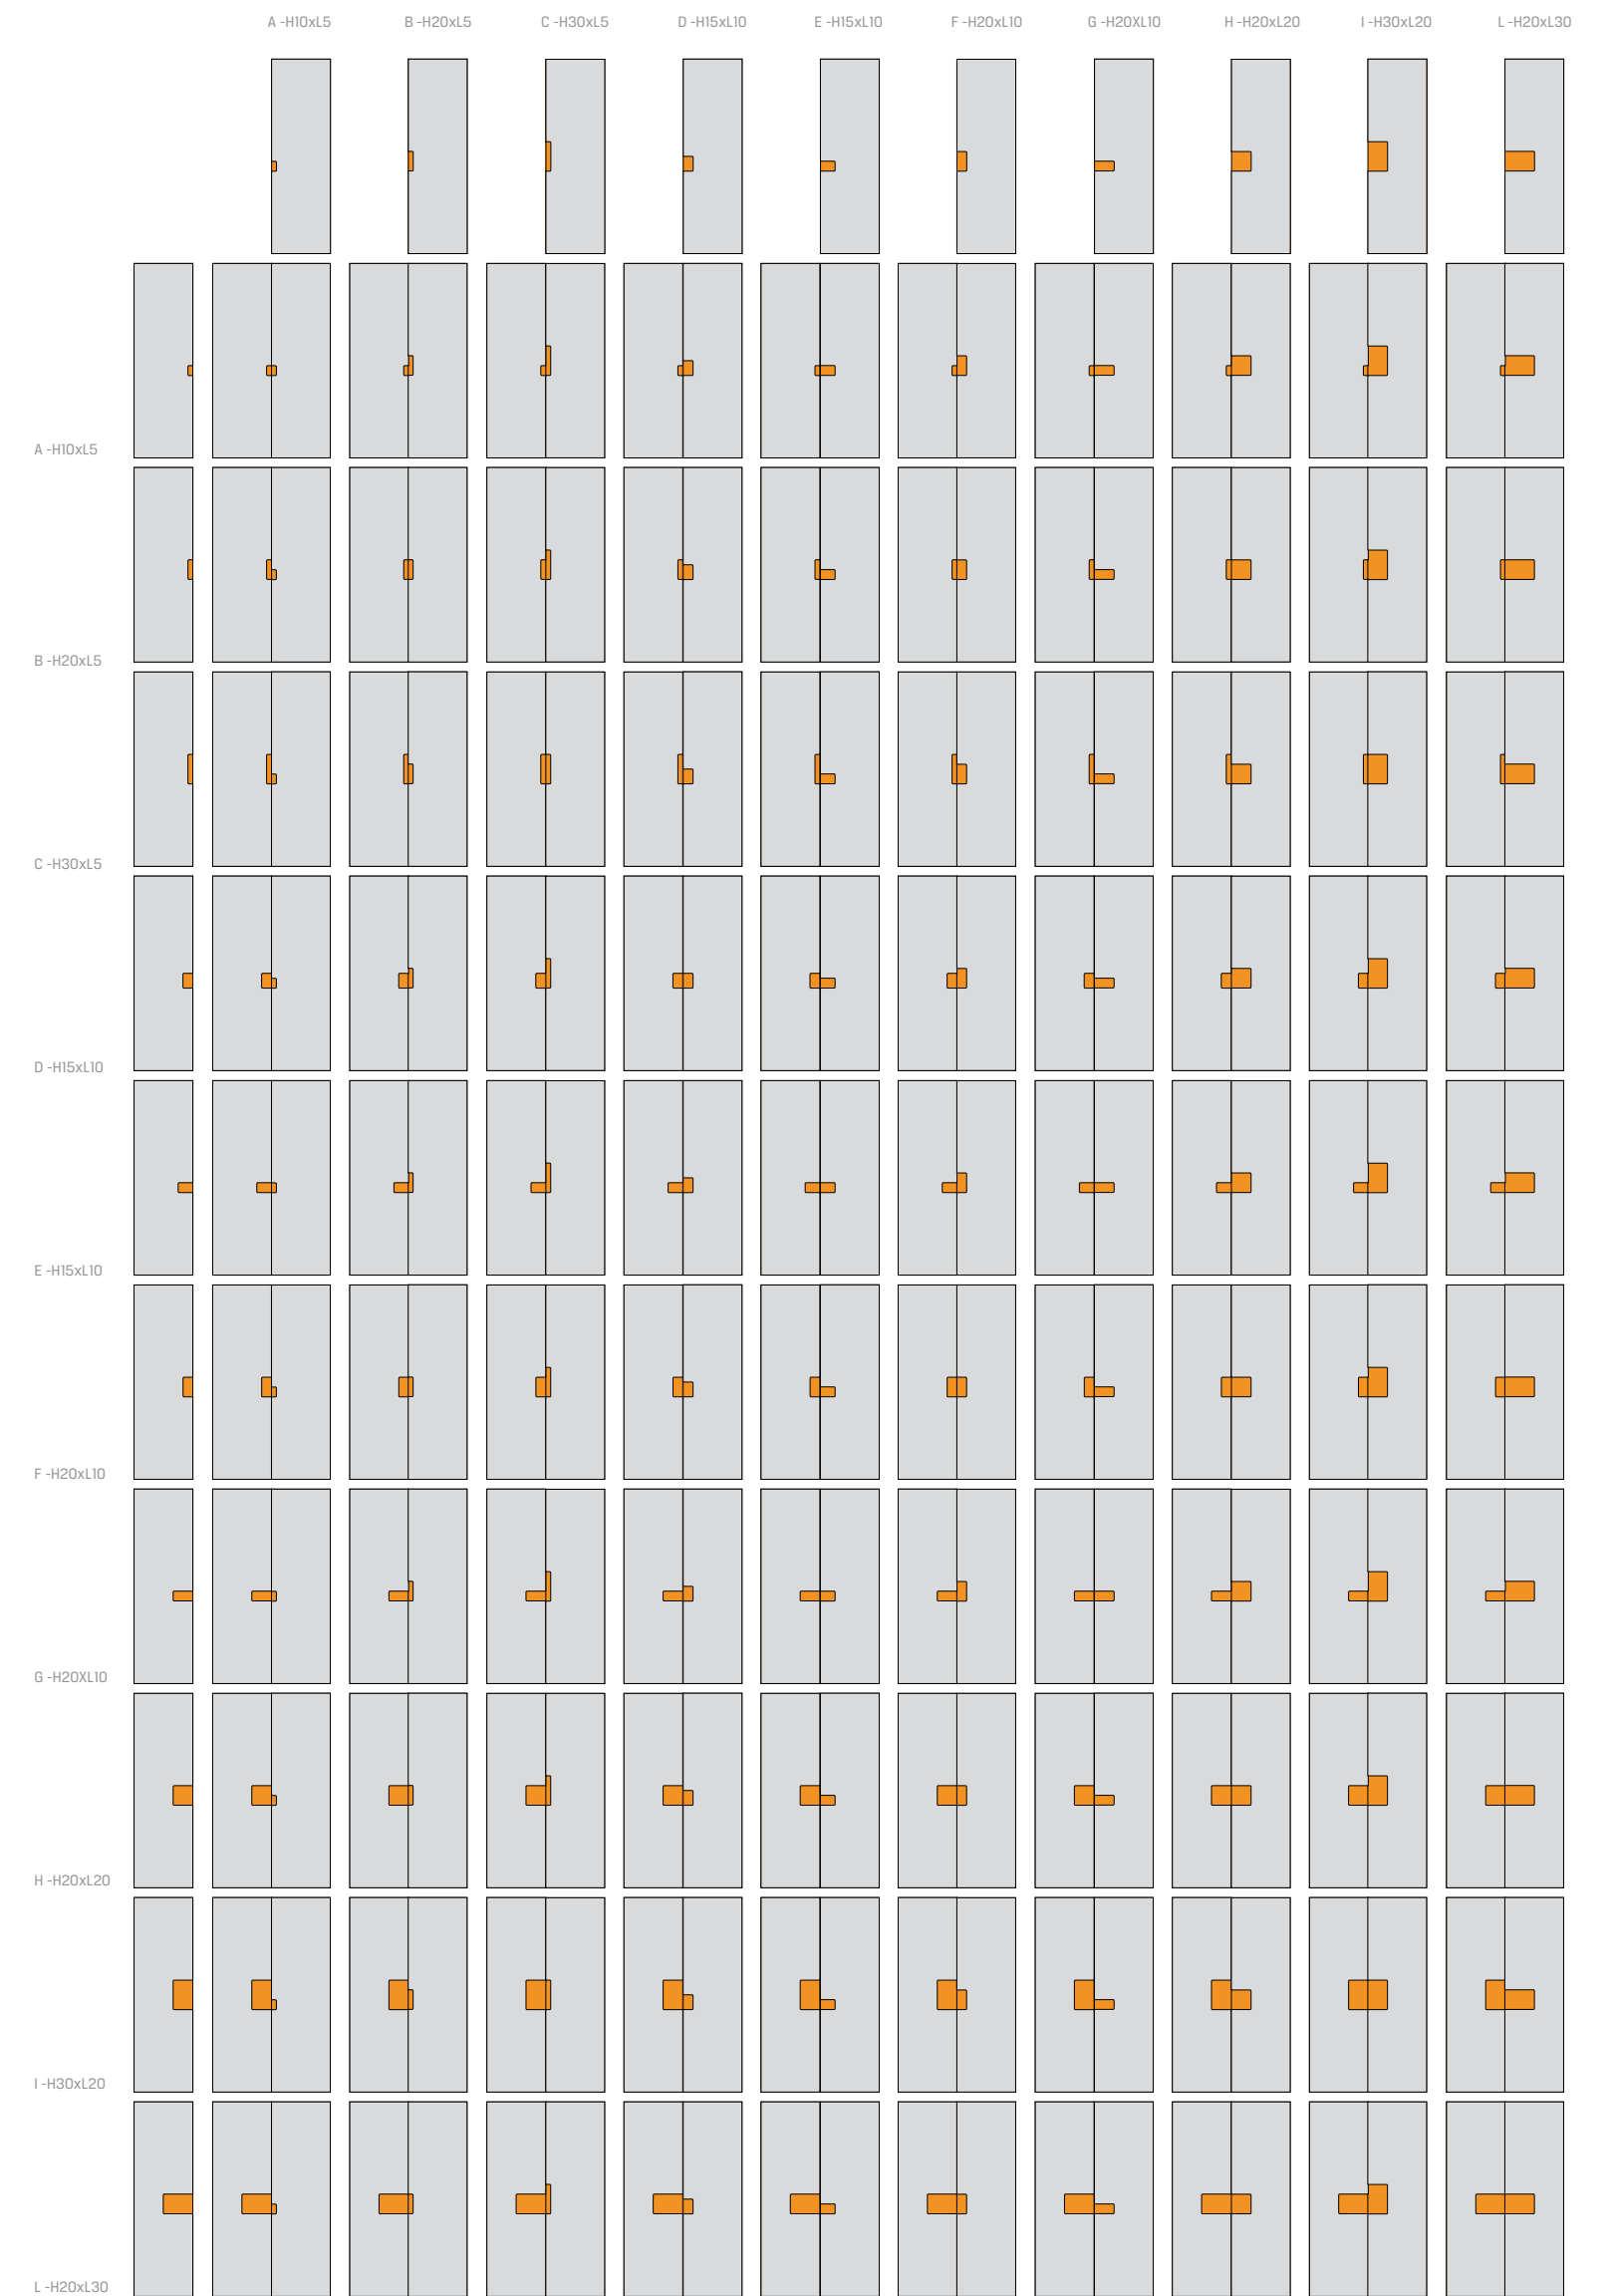 A -H10xL5 B -H20xL5 C -H30xL5 D -H15xL10 E -H15xL10 F -H20xL10 G -H20XL10 H -H20xL20 I -H30xL20 L -H20xL30
A -H10xL5
B -H20xL5
C -H30xL5
D -H15xL10
E -H15xL10
F -H20xL10
G -H20XL10
H -H20xL20
I -H30xL20
L -H20xL30